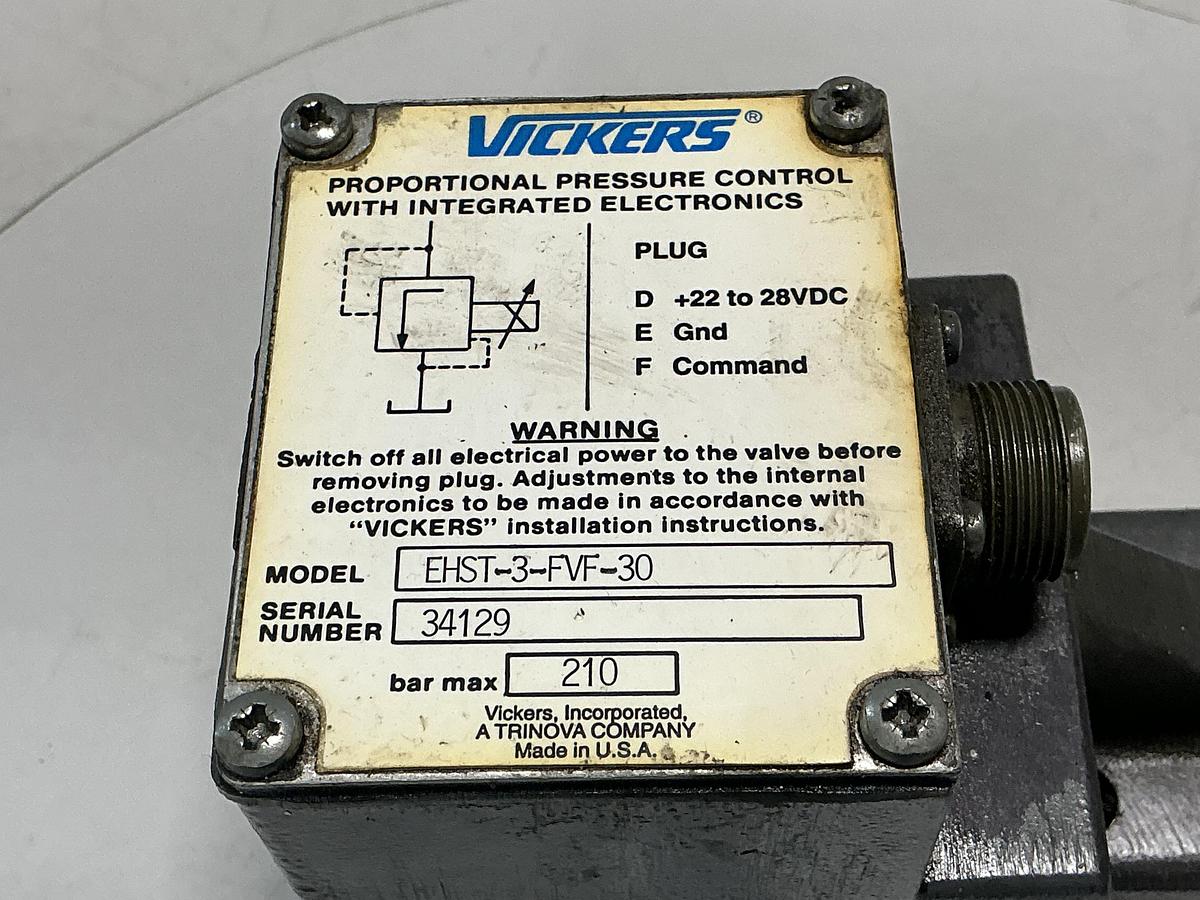 VICKERS®
PROPORTIONAL PRESSURE CONTROL
WITH INTEGRATED ELECTRONICS
PLUG
D +22 to 28VDC
E Gnd
F Command
WARNING
Switch off all electrical power to the valve before
removing plug. Adjustments to the internal
electronics to be made in accordance with
“VICKERS” installation instructions.
MODEL EHST-3-FVF-30
SERIAL
NUMBER 34129
bar max 210
Vickers, Incorporated,
A TRINOVA COMPANY
Made in U.S.A.